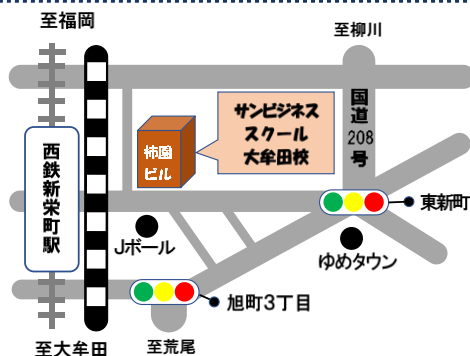 至福岡
至柳川
サンビジネス
スクール
大牟田校
国道208号
柿園
ビル
西鉄新栄町駅
東新町
Jボール
ゆめタウン
旭町3丁目
至大牟田
至荒尾